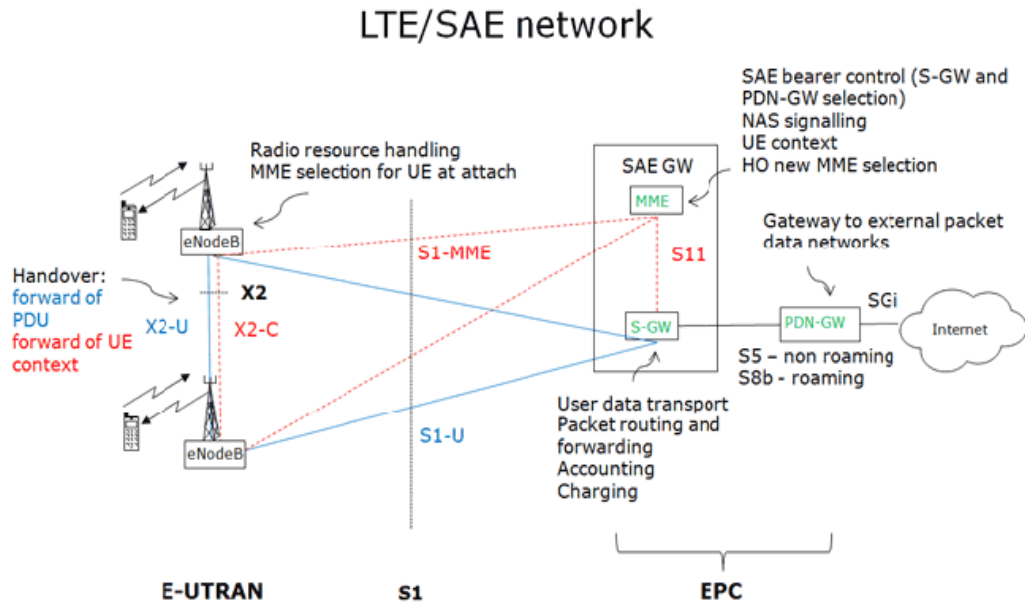 LTE/SAE network
SAE bearer control (S-GW and
PDN-GW selection)
NAS signalling
UE context
HO new MME selection
Radio resource handling
MME selection for UE at attach
SAE GW
MME
Gateway to external packet
data networks
eNodeB
S1-MME
S11
Handover:
forward of
PDU
forward of UE
context
X2
X2-U
X2-C
S-GW
PDN-GW
SGi
Internet
S5 – non roaming
S8b - roaming
User data transport
Packet routing and
forwarding
Accounting
Charging
S1-U
eNodeB
E-UTRAN
S1
EPC